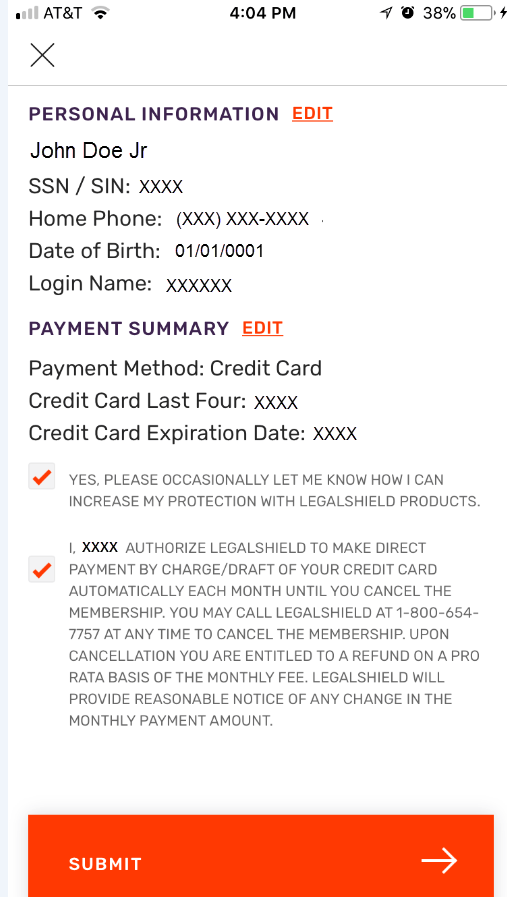 AT&T 4:04 PM 38%
PERSONAL INFORMATION EDIT
John Doe Jr
SSN / SIN: XXXX
Home Phone: (XXX) XXX-XXXX
Date of Birth: 01/01/0001
Login Name: XXXXXX
PAYMENT SUMMARY EDIT
Payment Method: Credit Card
Credit Card Last Four: XXXX
Credit Card Expiration Date: XXXX
YES, PLEASE OCCASIONALLY LET ME KNOW HOW I CAN
INCREASE MY PROTECTION WITH LEGALSHIELD PRODUCTS.
I, XXXX AUTHORIZE LEGALSHIELD TO MAKE DIRECT
PAYMENT BY CHARGE/DRAFT OF YOUR CREDIT CARD
AUTOMATICALLY EACH MONTH UNTIL YOU CANCEL THE
MEMBERSHIP. YOU MAY CALL LEGALSHIELD AT 1-800-654-
7757 AT ANY TIME TO CANCEL THE MEMBERSHIP. UPON
CANCELLATION YOU ARE ENTITLED TO A REFUND ON A PRO
RATA BASIS OF THE MONTHLY FEE. LEGALSHIELD WILL
PROVIDE REASONABLE NOTICE OF ANY CHANGE IN THE
MONTHLY PAYMENT AMOUNT.
SUBMIT